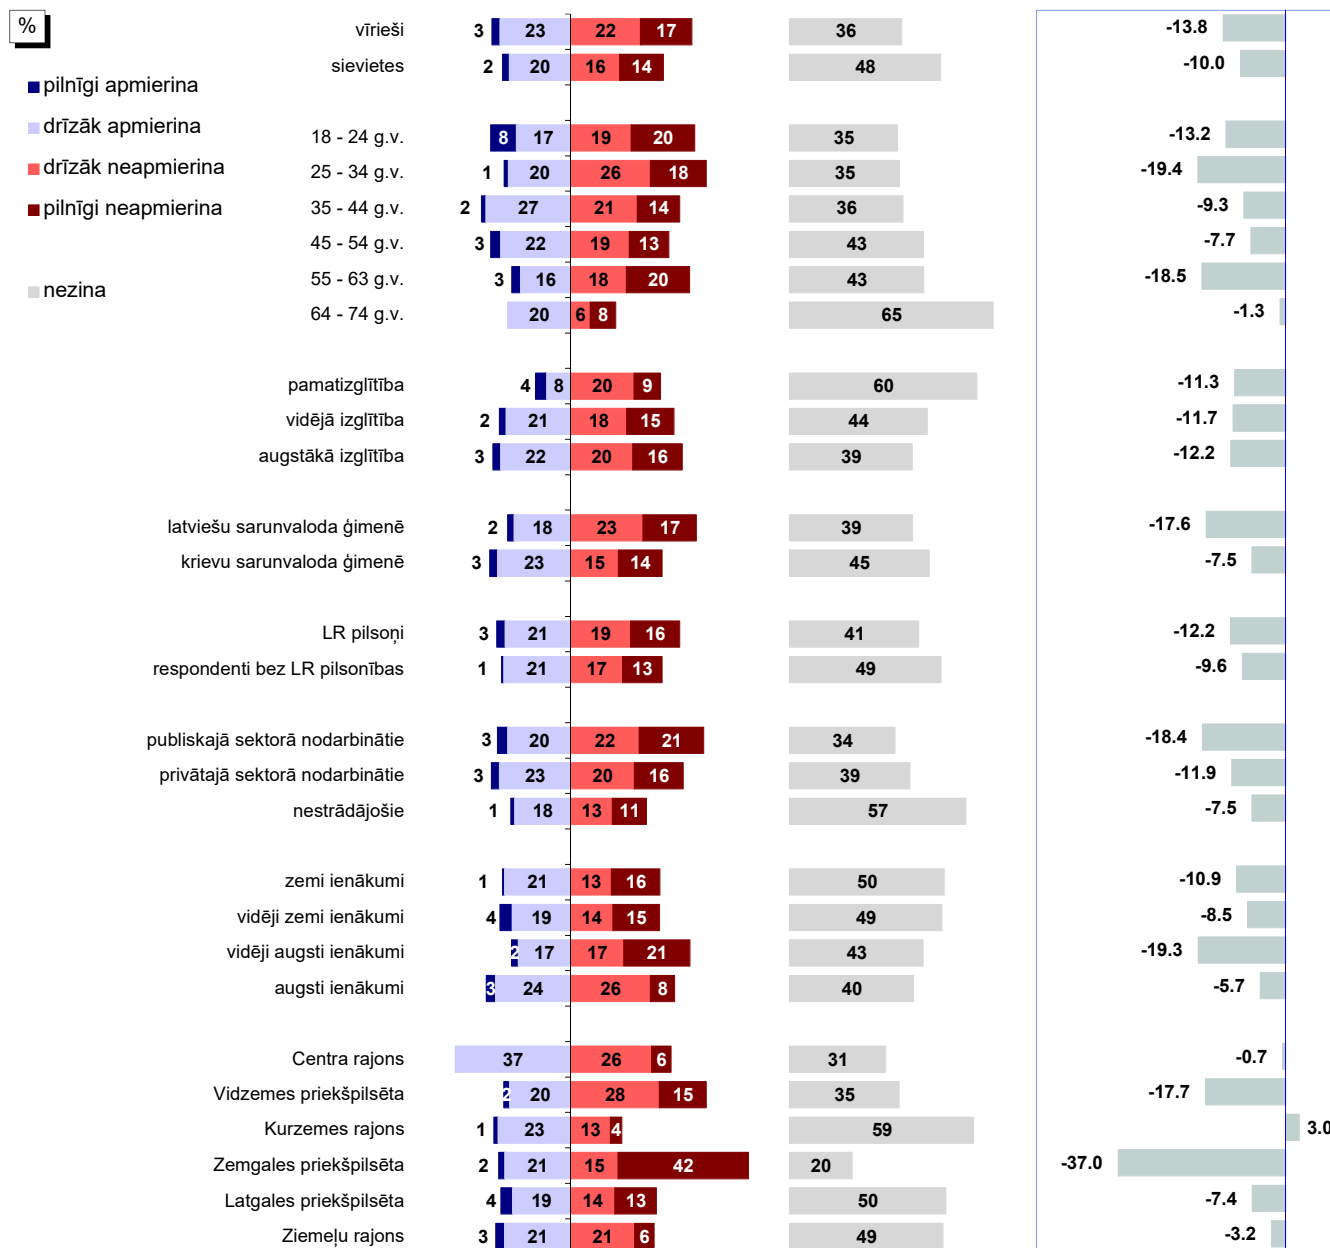 %
pilnīgi apmierina
drīzāk apmierina
drīzāk neapmierina
pilnīgi neapmierina
nezina
vīrieši 3 23 22 17 36 -13.8
sievietes 2 20 16 14 48 -10.0
18 - 24 g.v. 8 17 19 20 35 -13.2
25 - 34 g.v. 1 20 26 18 35 -19.4
35 - 44 g.v. 2 27 21 14 36 -9.3
45 - 54 g.v. 3 22 19 13 43 -7.7
55 - 63 g.v. 3 16 18 20 43 -18.5
64 - 74 g.v. 20 6 8 65 -1.3
pamatizglītība 4 8 20 9 60 -11.3
vidējā izglītība 2 21 18 15 44 -11.7
augstākā izglītība 3 22 20 16 39 -12.2
latviešu sarunvaloda ģimenē 2 18 23 17 39 -17.6
krievu sarunvaloda ģimenē 3 23 15 14 45 -7.5
LR pilsoņi 3 21 19 16 41 -12.2
respondenti bez LR pilsonības 1 21 17 13 49 -9.6
publiskajā sektorā nodarbinātie 3 20 22 21 34 -18.4
privātajā sektorā nodarbinātie 3 23 20 16 39 -11.9
nestrādājošie 1 18 13 11 57 -7.5
zemi ienākumi 1 21 13 16 50 -10.9
vidēji zemi ienākumi 4 19 14 15 49 -8.5
vidēji augsti ienākumi 2 17 17 21 43 -19.3
augsti ienākumi 3 24 26 8 40 -5.7
Centra rajons 37 26 6 31 -0.7
Vidzemes priekšpilsēta 2 20 28 15 35 -17.7
Kurzemes rajons 1 23 13 4 59 3.0
Zemgales priekšpilsēta 2 21 15 42 20 -37.0
Latgales priekšpilsēta 4 19 14 13 50 -7.4
Ziemeļu rajons 3 21 21 6 49 -3.2